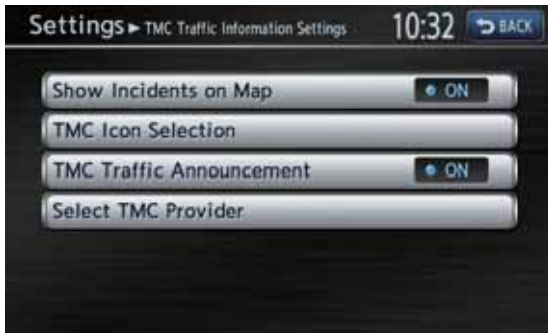 Settings ► TMC Traffic Information Settings 10:32 BACK
Show Incidents on Map ON
TMC Icon Selection
TMC Traffic Announcement ON
Select TMC Provider